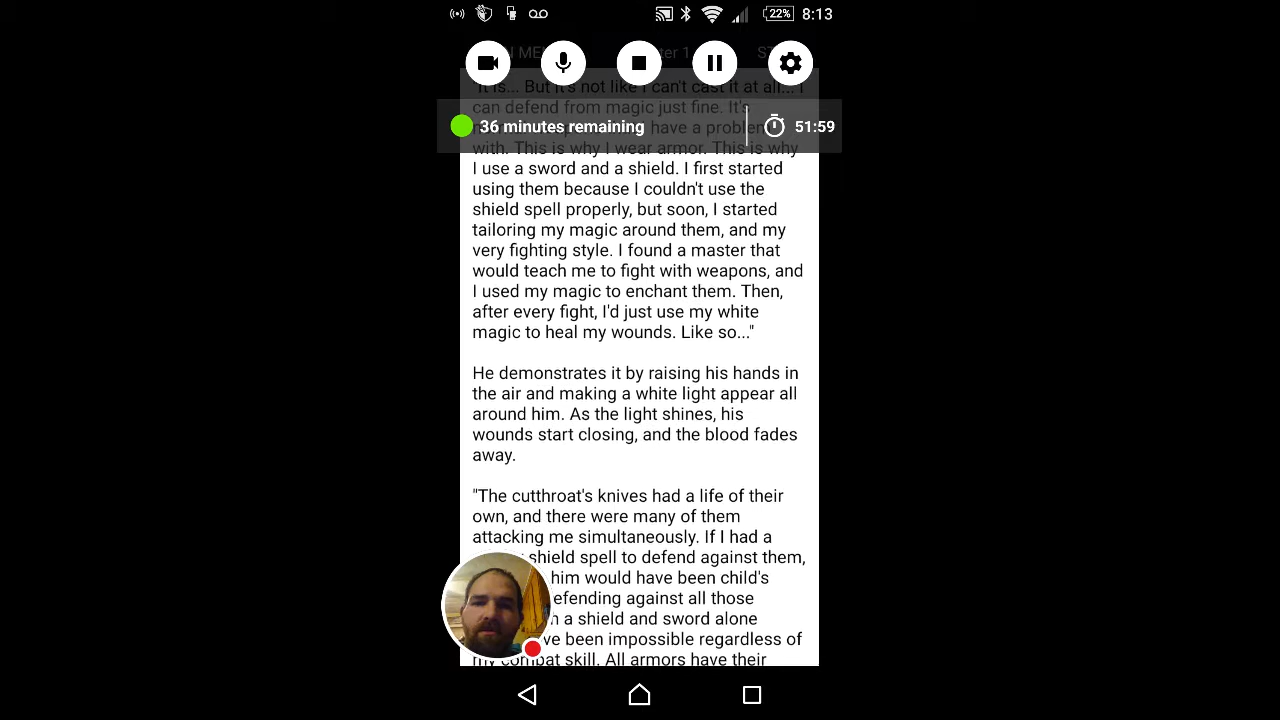 22% 8:13
"It is... But it's not like I can't cast it at all... I
can defend from magic just fine. It's
36 minutes remaining
51:59
have a problem
with. This is why I wear armor. This is why
I use a sword and a shield. I first started
using them because I couldn't use the
shield spell properly, but soon, I started
tailoring my magic around them, and my
very fighting style. I found a master that
would teach me to fight with weapons, and
I used my magic to enchant them. Then,
after every fight, I'd just use my white
magic to heal my wounds. Like so..."
He demonstrates it by raising his hands in
the air and making a white light appear all
around him. As the light shines, his
wounds start closing, and the blood fades
away.
"The cutthroat's knives had a life of their
own, and there were many of them
attacking me simultaneously. If I had a
shield spell to defend against them,
him would have been child's
efending against all those
a shield and sword alone
ve been impossible regardless of
my combat skill. All armors have their